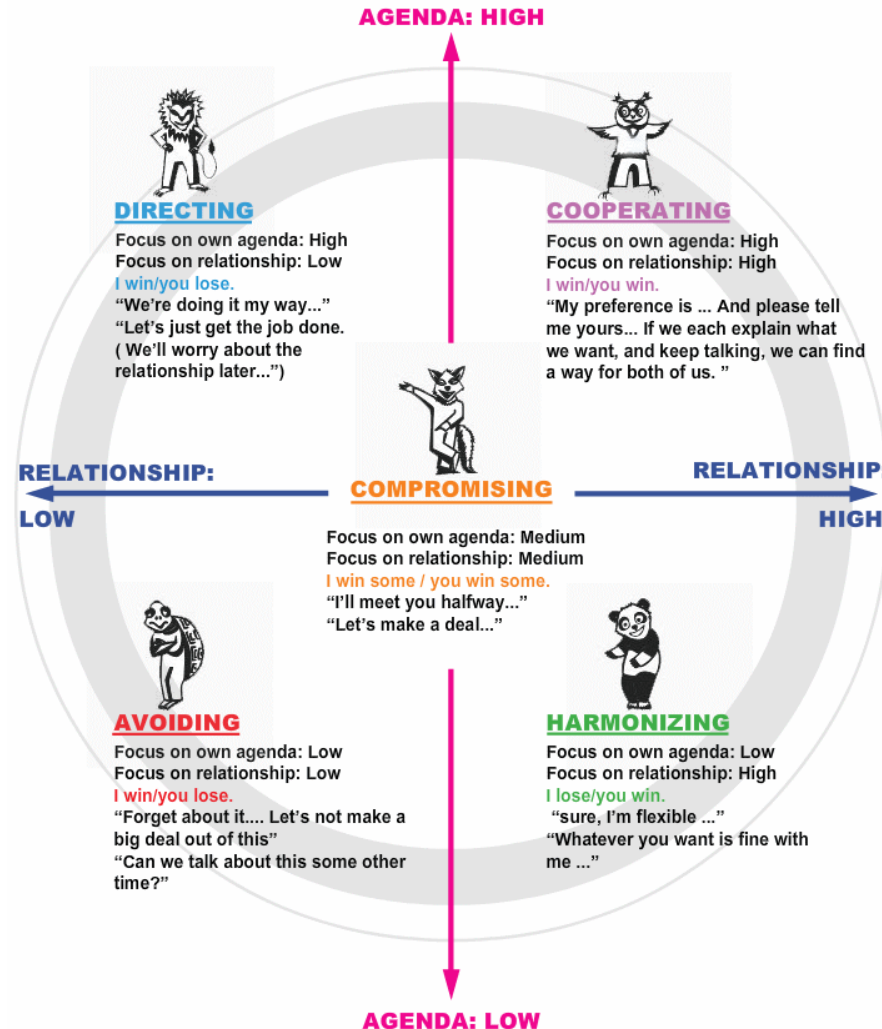 AGENDA: HIGH
DIRECTING
Focus on own agenda: High
Focus on relationship: Low
I win/you lose.
“We’re doing it my way...”
“Let’s just get the job done.
( We’ll worry about the
relationship later...”)
COOPERATING
Focus on own agenda: High
Focus on relationship: High
I win/you win.
“My preference is ... And please tell
me yours... If we each explain what
we want, and keep talking, we can find
a way for both of us. ”
RELATIONSHIP:
LOW
COMPROMISING
Focus on own agenda: Medium
Focus on relationship: Medium
I win some / you win some.
“I’ll meet you halfway...”
“Let’s make a deal...”
RELATIONSHIP:
HIGH
AVOIDING
Focus on own agenda: Low
Focus on relationship: Low
I win/you lose.
“Forget about it.... Let’s not make a
big deal out of this”
“Can we talk about this some other
time?”
HARMONIZING
Focus on own agenda: Low
Focus on relationship: High
I lose/you win.
“sure, I’m flexible ...”
“Whatever you want is fine with
me ...”
AGENDA: LOW